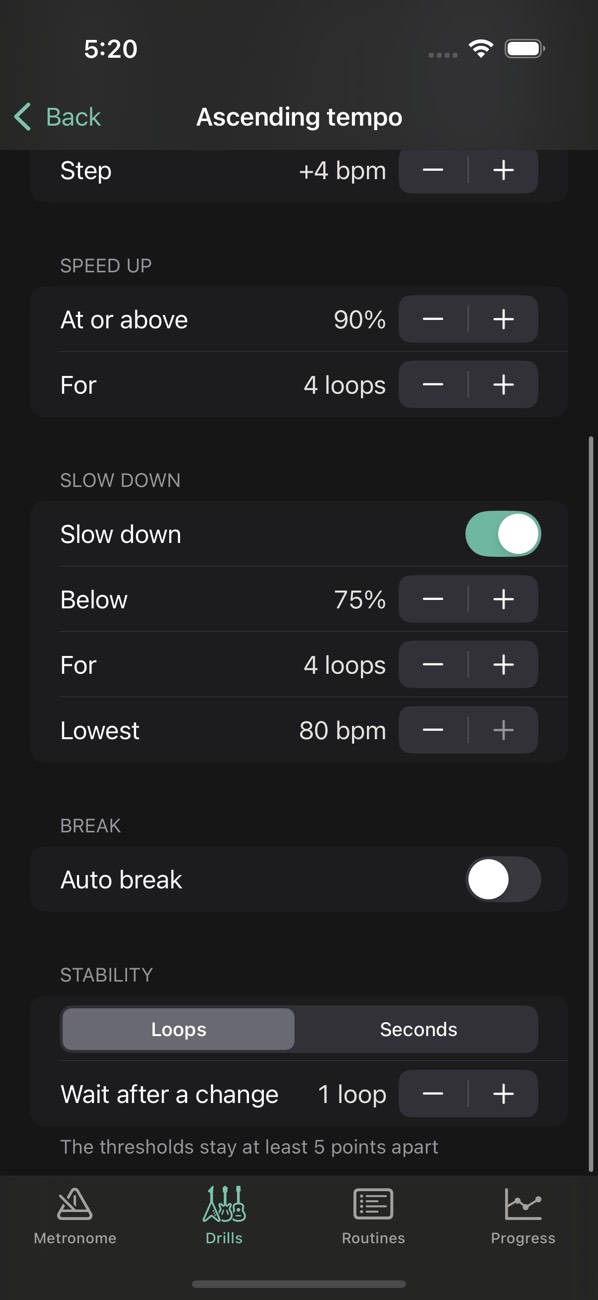 5:20
Back
Ascending tempo
Step +4 bpm
SPEED UP
At or above 90%
For 4 loops
SLOW DOWN
Slow down
Below 75%
For 4 loops
Lowest 80 bpm
BREAK
Auto break
STABILITY
Loops Seconds
Wait after a change 1 loop
The thresholds stay at least 5 points apart
Metronome Drills Routines Progress